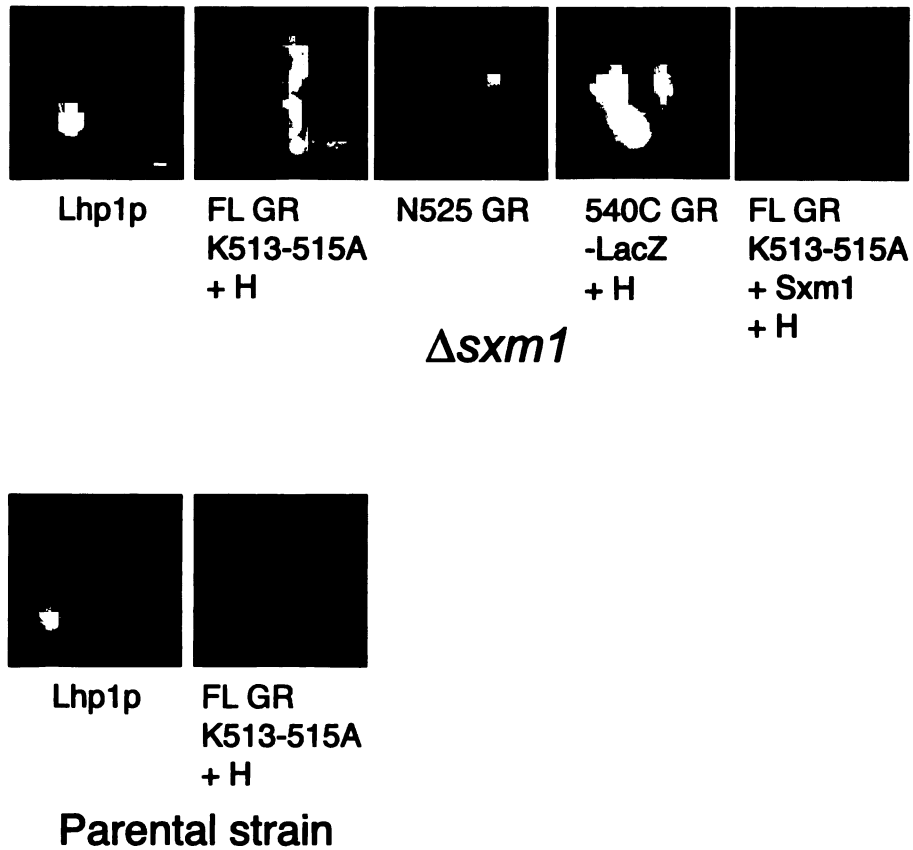 Lhp1p
FL GR
K513-515A
+ H
N525 GR
540C GR
-LacZ
+ H
FL GR
K513-515A
+ Sxm1
+ H
Δsxm1
Lhp1p
FL GR
K513-515A
+ H
Parental strain